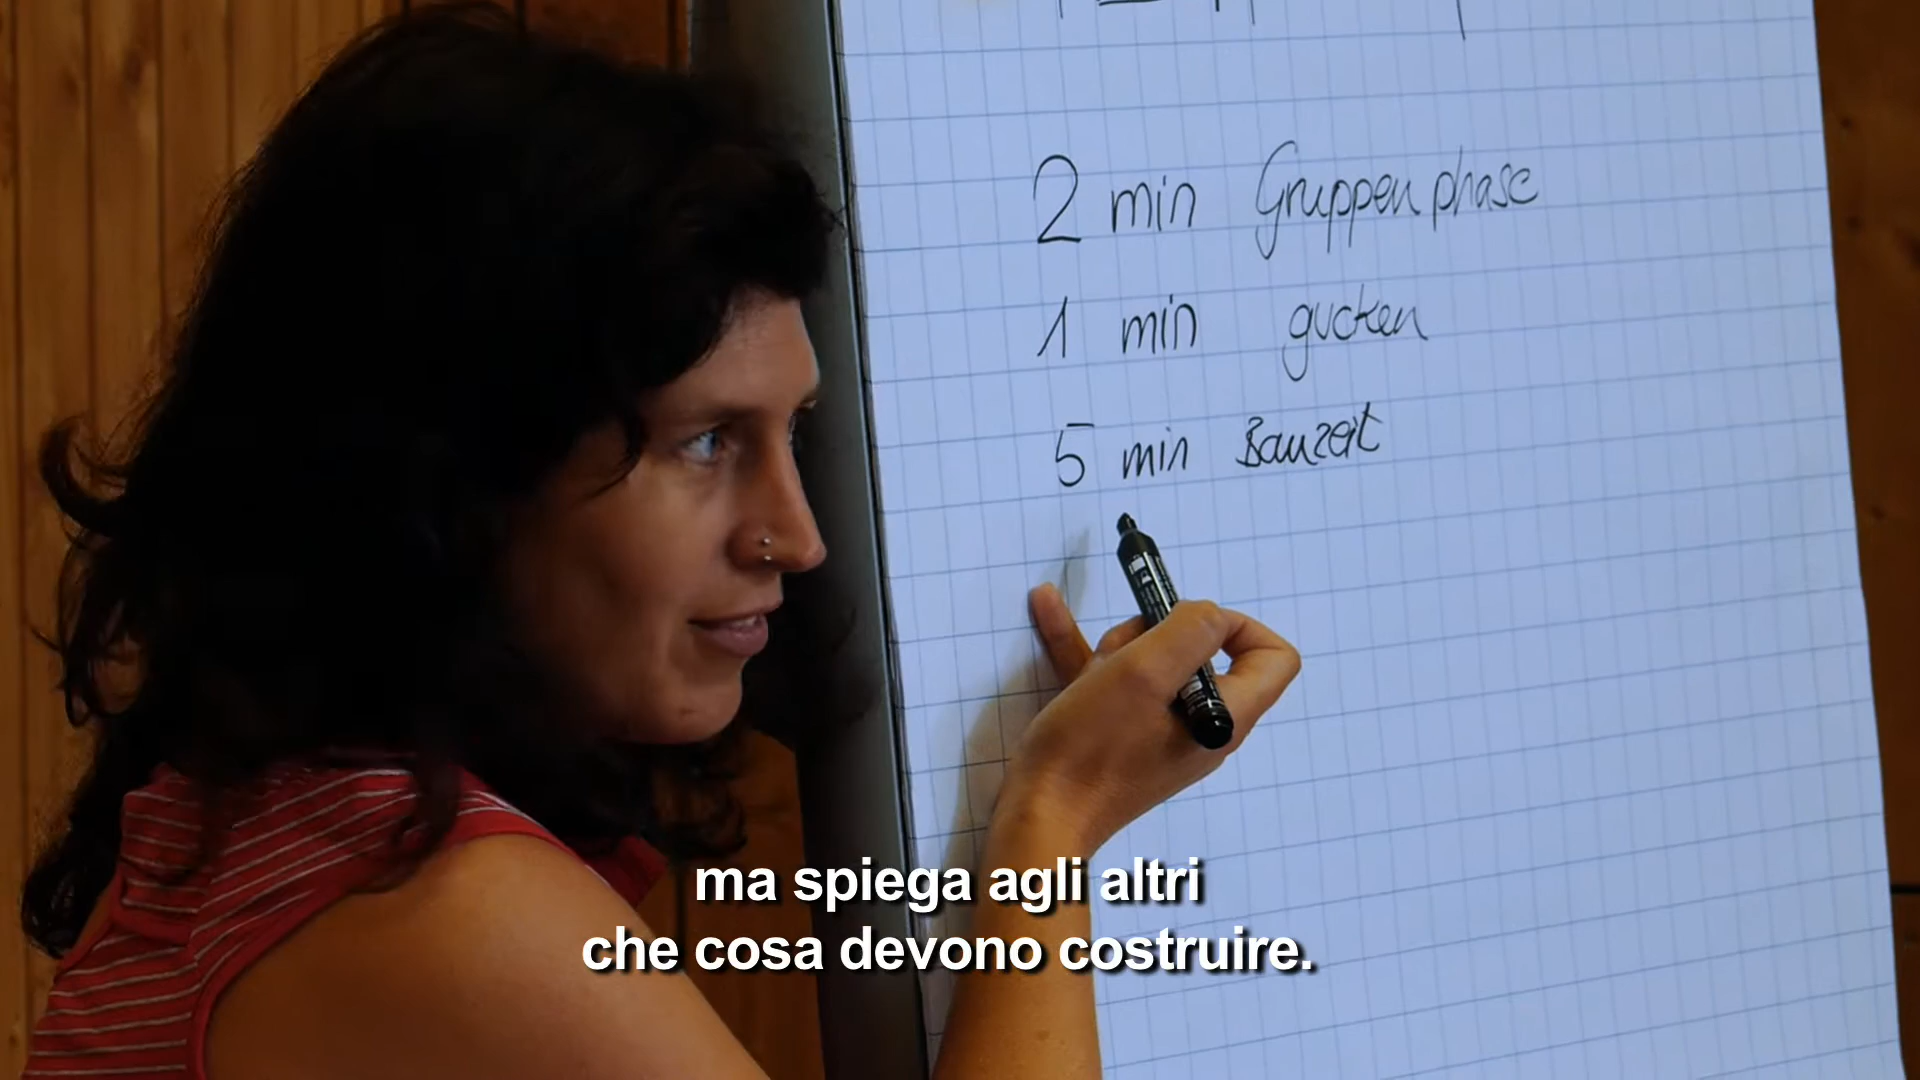 2 min Gruppenphase
1 min gucken
5 min Bauzeit
ma spiega agli altri
che cosa devono costruire.